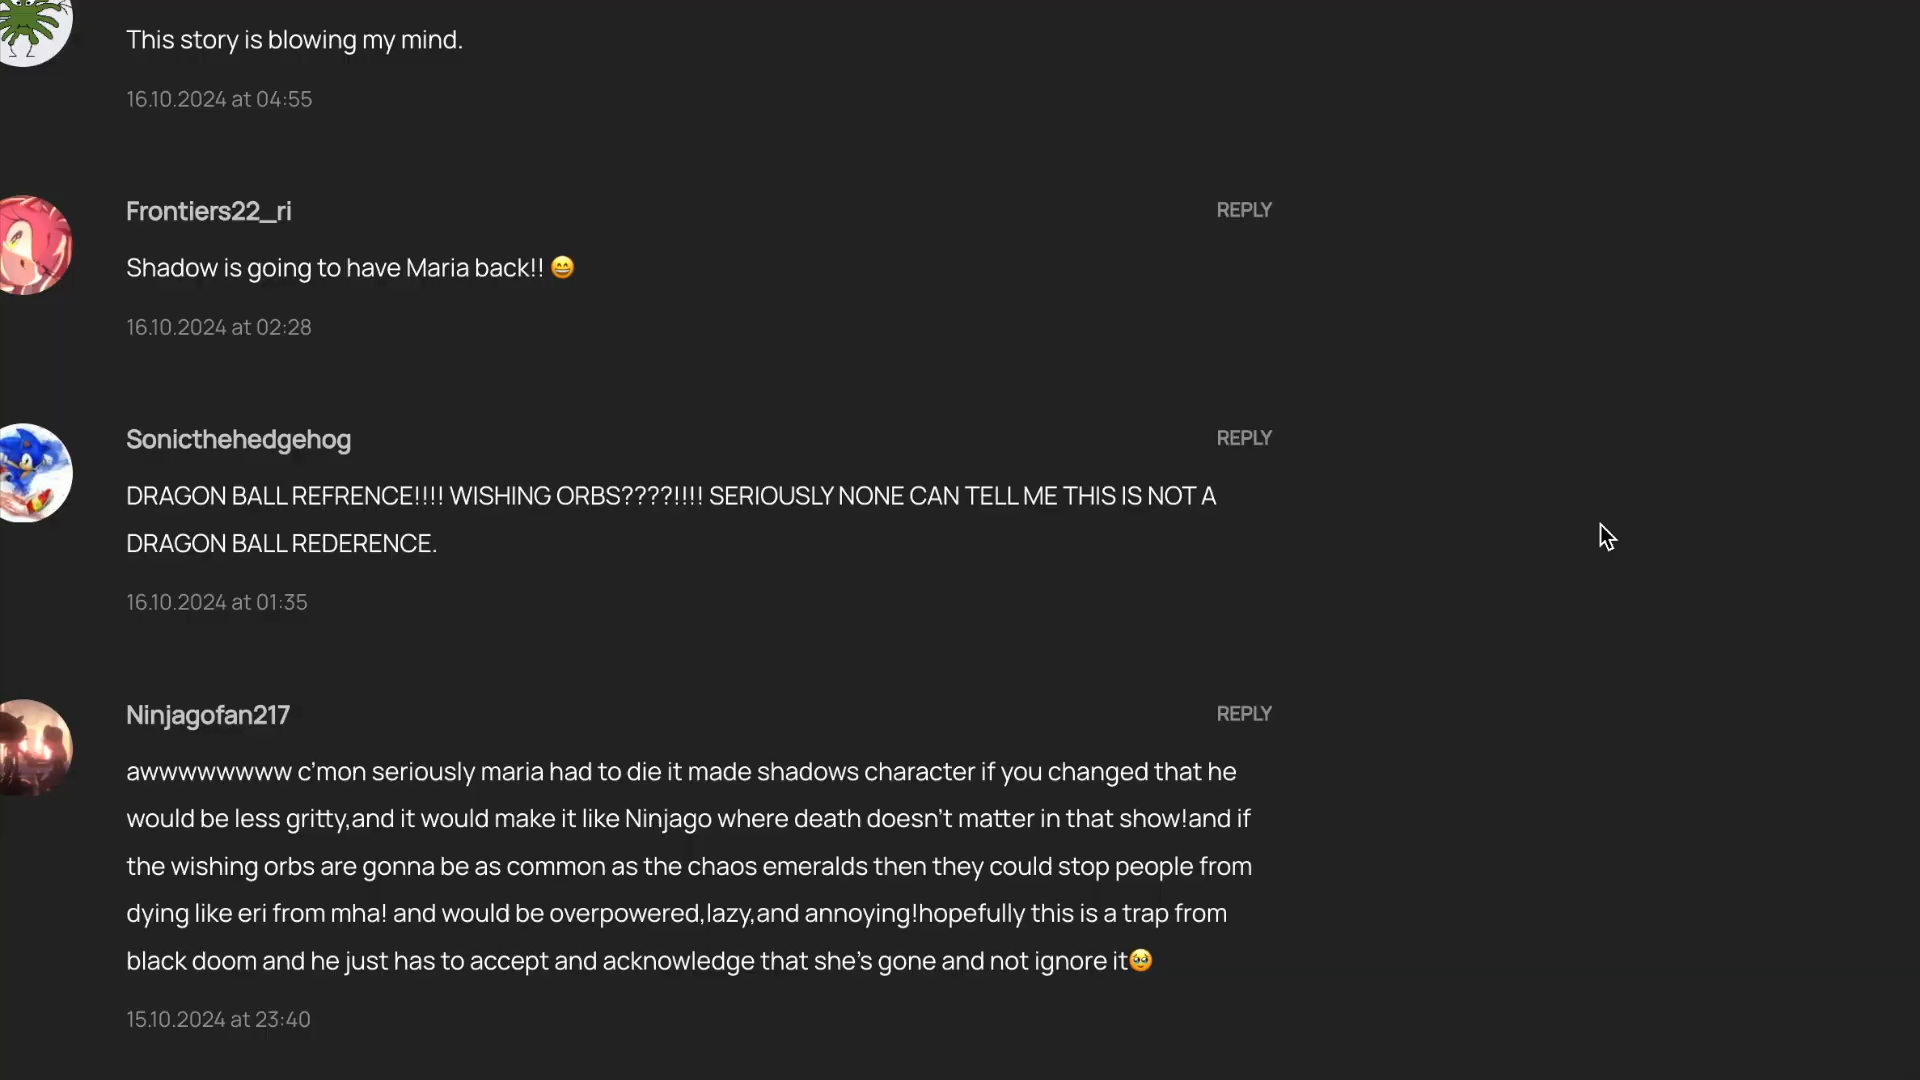 This story is blowing my mind.
16.10.2024 at 04:55
Frontiers22_ri
REPLY
Shadow is going to have Maria back!! 😄
16.10.2024 at 02:28
Sonicthehedgehog
REPLY
DRAGON BALL REFRENCE!!!! WISHING ORBS????!!!! SERIOUSLY NONE CAN TELL ME THIS IS NOT A
DRAGON BALL REDERENCE.
16.10.2024 at 01:35
Ninjagofan217
REPLY
awwwwwwww c’mon seriously maria had to die it made shadows character if you changed that he
would be less gritty,and it would make it like Ninjago where death doesn’t matter in that show!and if
the wishing orbs are gonna be as common as the chaos emeralds then they could stop people from
dying like eri from mha! and would be overpowered,lazy,and annoying!hopefully this is a trap from
black doom and he just has to accept and acknowledge that she’s gone and not ignore it🥹
15.10.2024 at 23:40